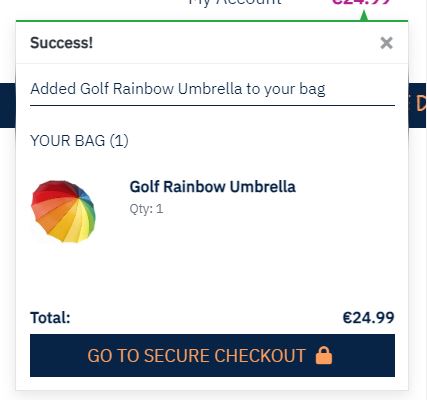 My Account €24.99
Success!
Added Golf Rainbow Umbrella to your bag
YOUR BAG (1)
Golf Rainbow Umbrella
Qty: 1
Total: €24.99
GO TO SECURE CHECKOUT